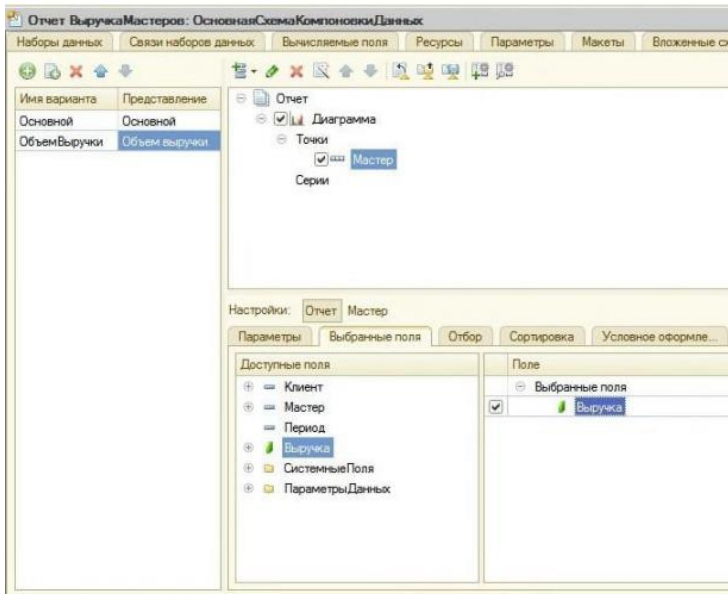 Отчет ВыручкаМастеров: ОсновнаяСхемаКомпоновкиДанных
Наборы данных Связи наборов данных Вычисляемые поля Ресурсы Параметры Макеты Вложенные сх
Имя варианта Представление
Основной Основной
ОбъемВыручки Объем выручки
Отчет
Диаграмма
Точки
Мастер
Серии
Настройки: Отчет Мастер
Параметры Выбранные поля Отбор Сортировка Условное оформле...
Доступные поля
Клиент
Мастер
Период
Выручка
СистемныеПоля
ПараметрыДанных
Поле
Выбранные поля
Выручка